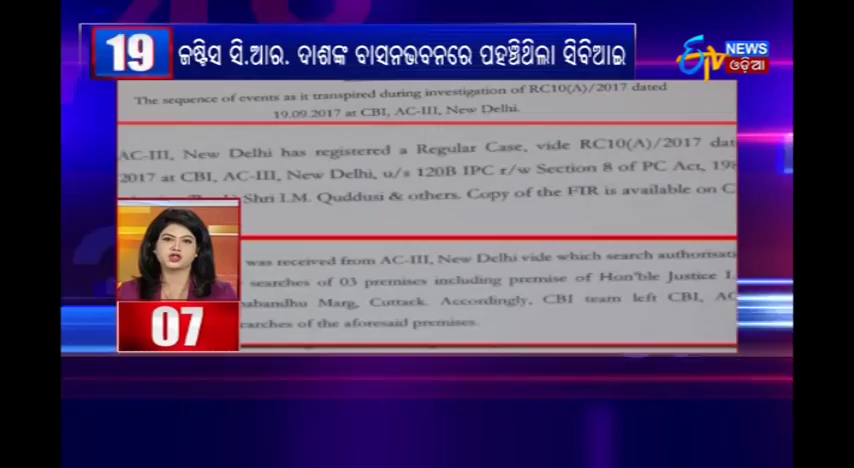 19
ଜଷ୍ଟିସ ସି.ଆର. ଦାଶଙ୍କ ବାସନଭବନରେ ପହଞ୍ଚିଥିଲା ସିବିଆଇ
ETV NEWS
ଓଡ଼ିଆ
The sequence of events as it transpired during investigation of RC10(A)/2017 dated
19.09.2017 at CBI, AC-III, New Delhi.
AC-III, New Delhi has registered a Regular Case, vide RC10(A)/2017 dat
2017 at CBI, AC-III, New Delhi, u/s 120B IPC r/w Section 8 of PC Act, 198
Shri I.M. Quddusi & others. Copy of the FIR is available on C
was received from AC-III, New Delhi vide which search authorisati
searches of 03 premises including premise of Hon'ble Justice I.
abandhu Marg, Cuttack. Accordingly, CBI team left CBI, AC
arches of the aforesaid premises.
07